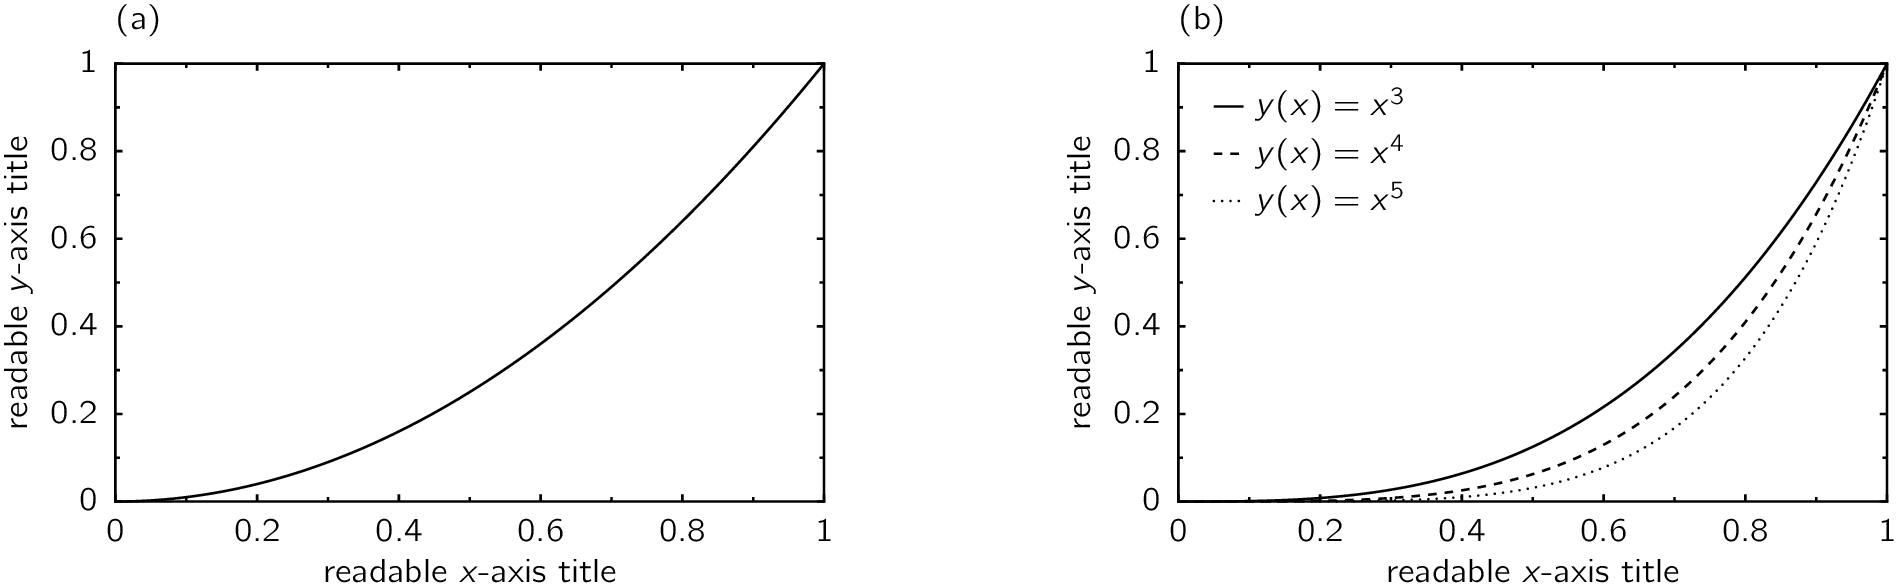 (a)
1
0.8
0.6
0.4
0.2
0
readable y-axis title
0 0.2 0.4 0.6 0.8 1
readable x-axis title
(b)
1
0.8
0.6
0.4
0.2
0
readable y-axis title
y(x) = x³
y(x) = x⁴
y(x) = x⁵
0 0.2 0.4 0.6 0.8 1
readable x-axis title